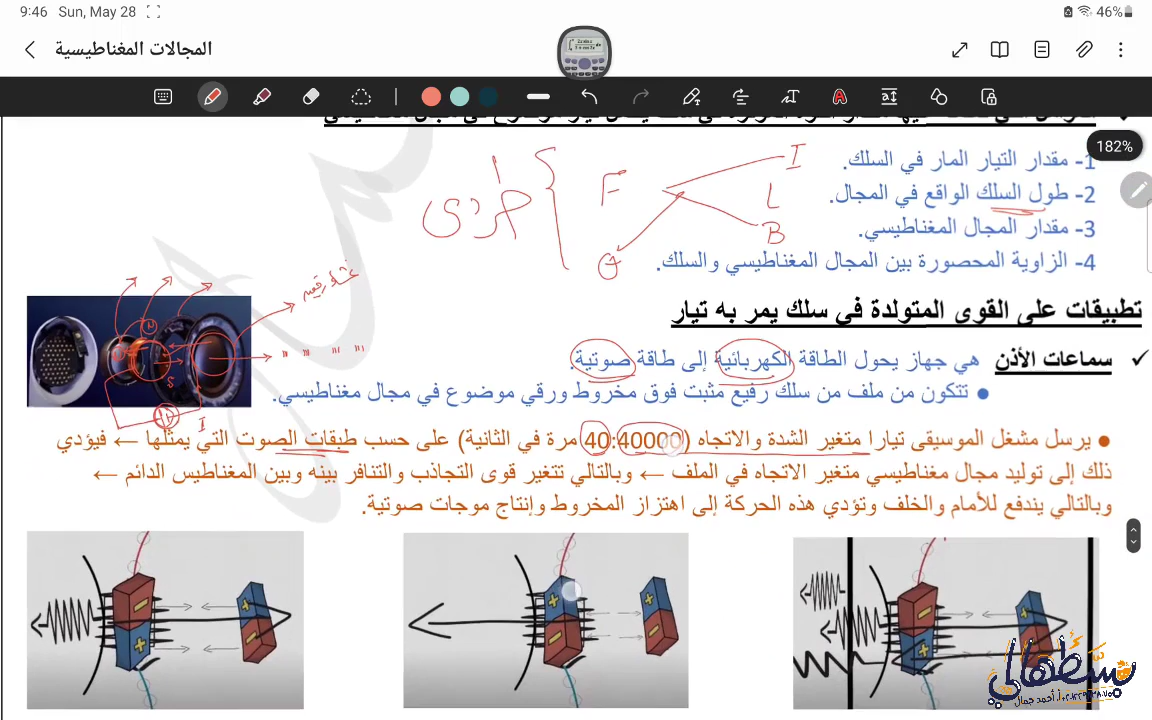 9:46 Sun, May 28
46%
المجالات المغناطيسية
182%
1- مقدار التيار المار في السلك.
2- طول السلك الواقع في المجال.
3- مقدار المجال المغناطيسي.
4- الزاوية المحصورة بين المجال المغناطيسي والسلك.
طردى
F
I
L
B
تطبيقات على القوى المتولدة في سلك يمر به تيار
✓ سماعات الأذن هي جهاز يحول الطاقة الكهربائية إلى طاقة صوتية.
● تتكون من ملف من سلك رفيع مثبت فوق مخروط ورقي موضوع في مجال مغناطيسي.
غشاء رقيق
N
S
I
● يرسل مشغل الموسيقى تيارا متغير الشدة والاتجاه (40:40000 مرة في الثانية) على حسب طبقات الصوت التي يمثلها ← فيؤدي
ذلك إلى توليد مجال مغناطيسي متغير الاتجاه في الملف ← وبالتالي تتغير قوى التجاذب والتنافر بينه وبين المغناطيس الدائم ←
وبالتالي يندفع للأمام والخلف وتؤدي هذه الحركة إلى اهتزاز المخروط وإنتاج موجات صوتية.
بسطهالي
أ. أحمد جمال